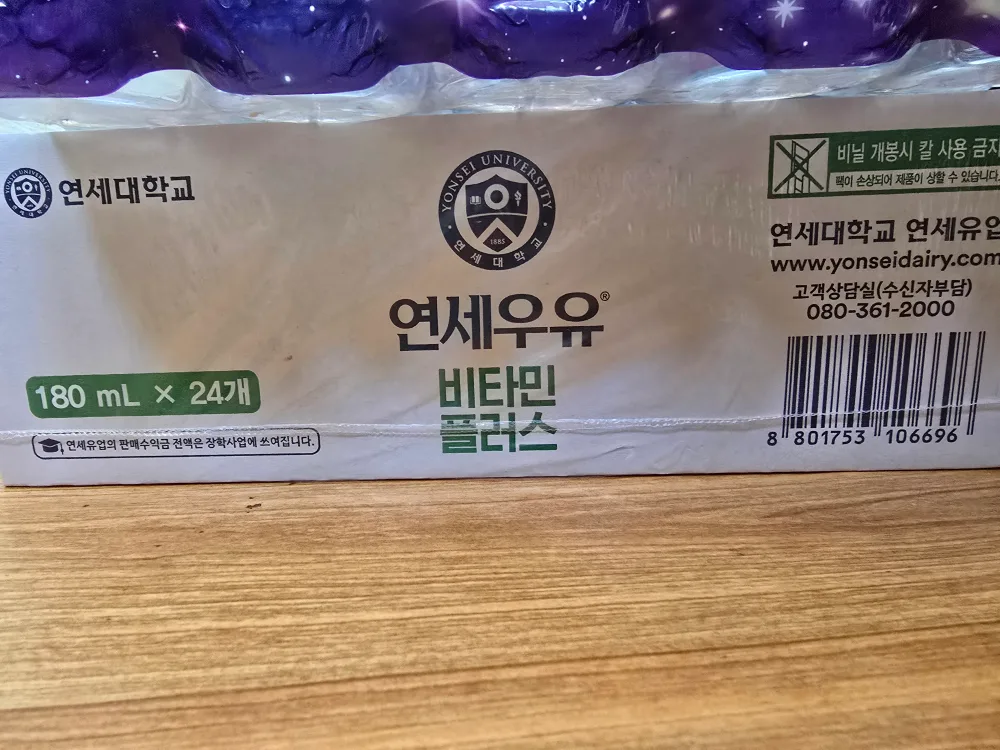 연세대학교
180 mL × 24개
연세유업의 판매수익금 전액은 장학사업에 쓰여집니다.
YONSEI UNIVERSITY
1885
연세대학교
연세우유®
비타민
플러스
비닐 개봉시 칼 사용 금지
팩이 손상되어 제품이 상할 수 있습니다.
연세대학교 연세유업
www.yonseidairy.com
고객상담실(수신자부담)
080-361-2000
8 801753 106696